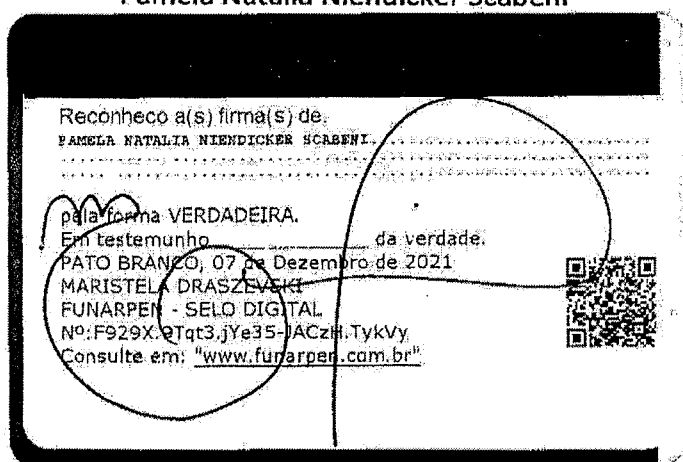 Pamela Natalia Niendicker Scabeni
Reconheco a(s) firma(s) de:
PAMELA NATALIA NIENDICKER SCABENI
pela forma VERDADEIRA.
Em testemunho ______________ da verdade.
PATO BRANCO, 07 de Dezembro de 2021
MARISTELA DRASZEVSKI
FUNARPEN - SELO DIGITAL
Nº:F929X.9Tqt3.jYe35-JACzH.TykVy
Consulte em: "www.funarpen.com.br"